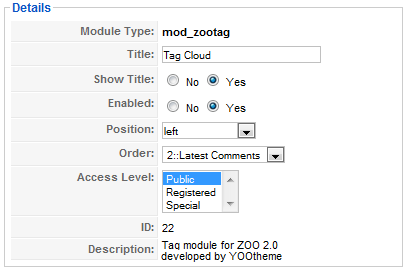 Details
Module Type: mod_zootag
Title: Tag Cloud
Show Title: No Yes
Enabled: No Yes
Position: left
Order: 2::Latest Comments
Access Level: Public
Registered
Special
ID: 22
Description: Tag module for ZOO 2.0
developed by YOOtheme